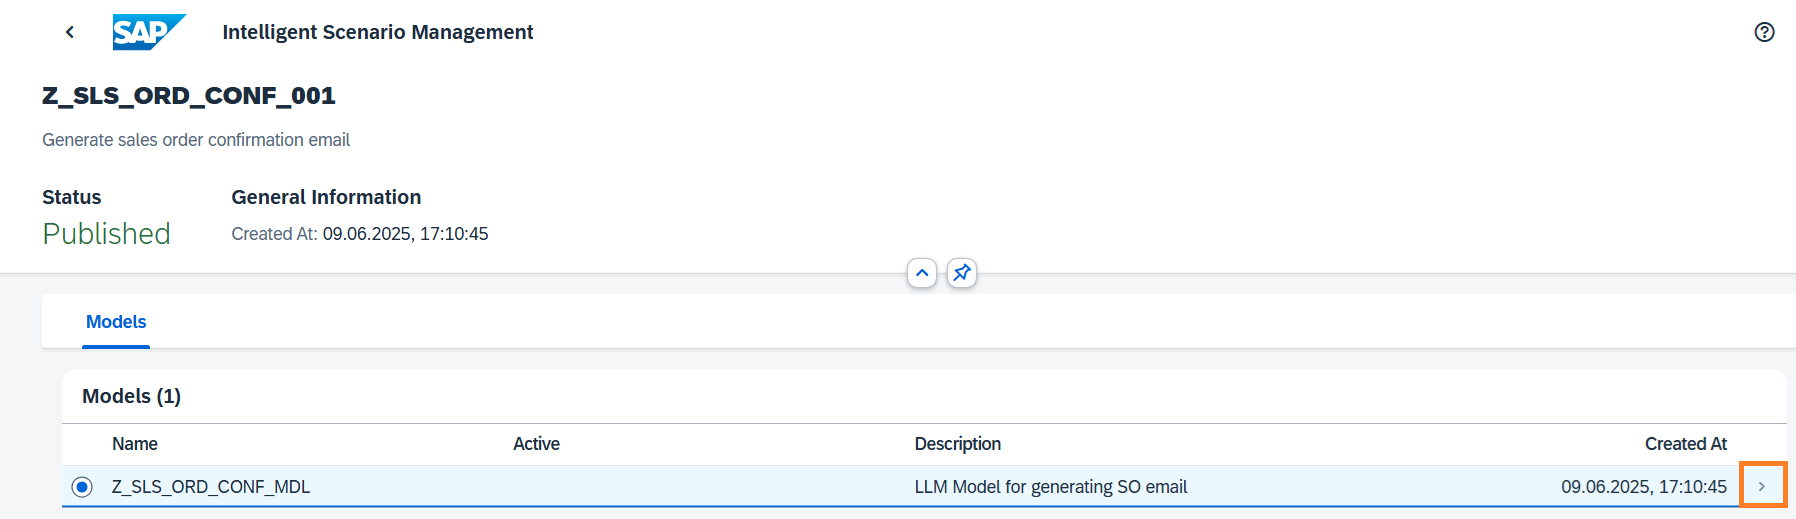 SAP Intelligent Scenario Management
Z_SLS_ORD_CONF_001
Generate sales order confirmation email
Status General Information
Published Created At: 09.06.2025, 17:10:45
Models
Models (1)
Name Active Description Created At
Z_SLS_ORD_CONF_MDL LLM Model for generating SO email 09.06.2025, 17:10:45